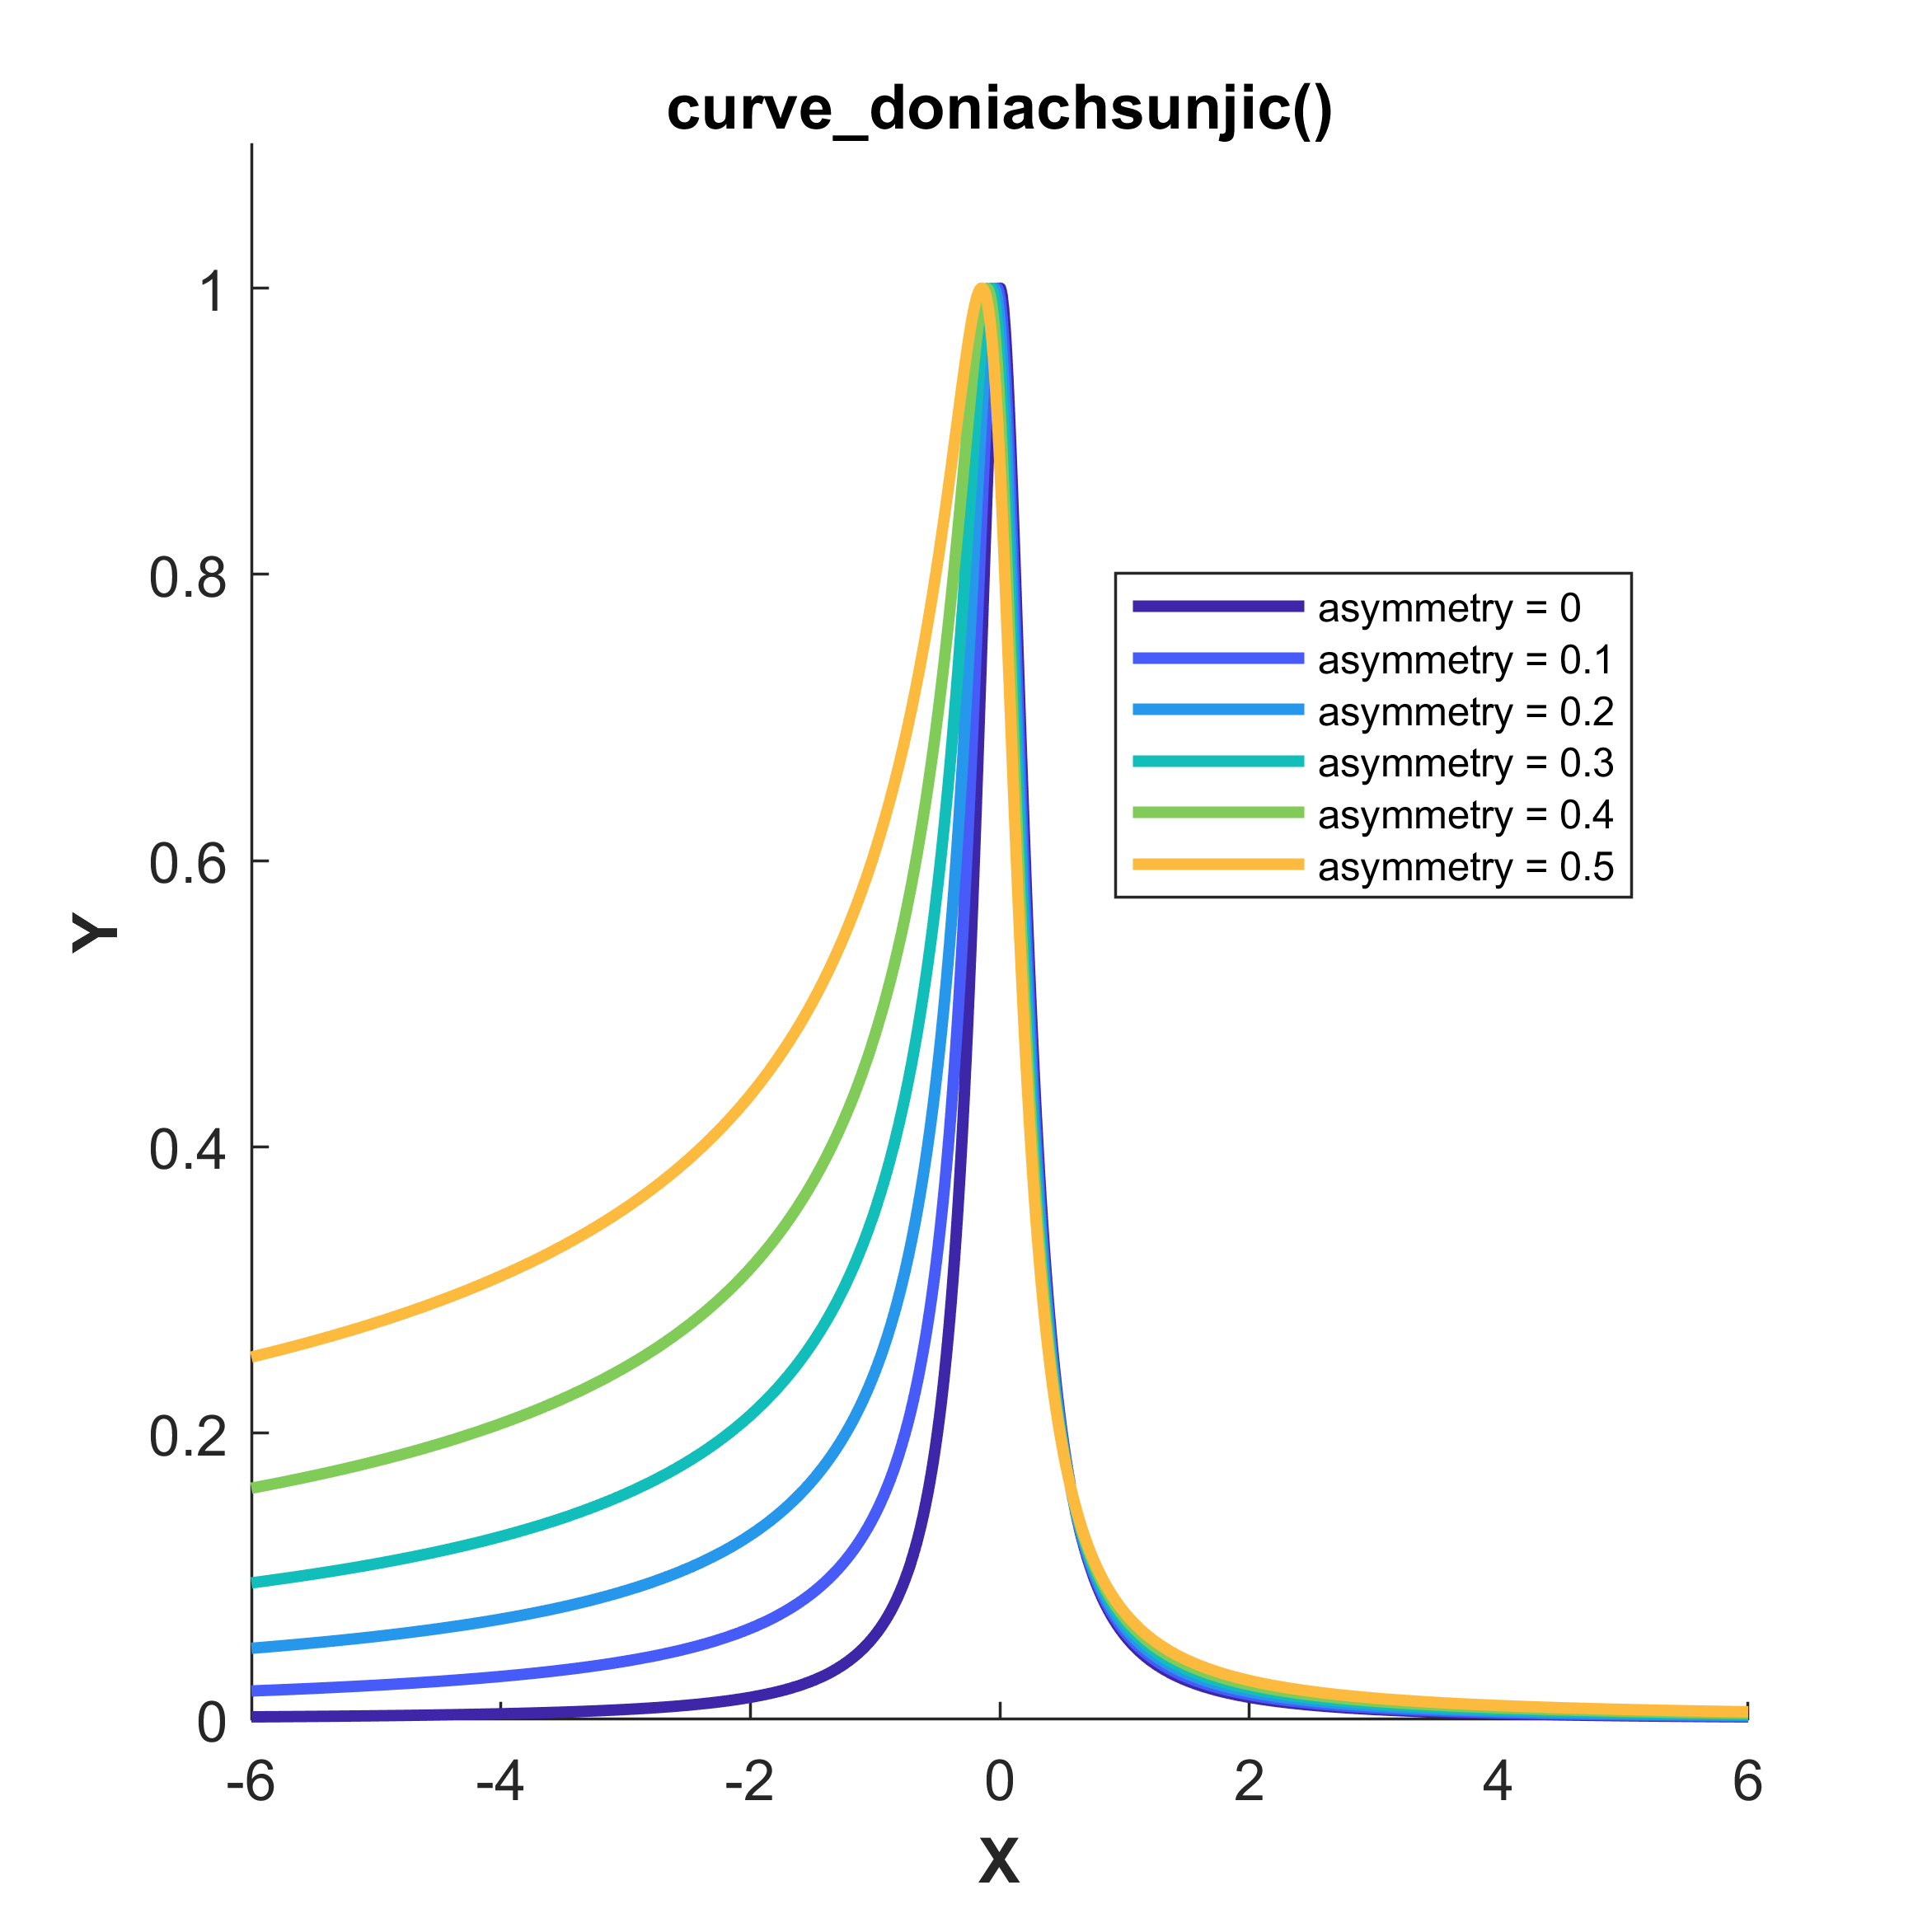 curve_doniachsunjic()
1
0.8
0.6
0.4
0.2
0
Y
asymmetry = 0
asymmetry = 0.1
asymmetry = 0.2
asymmetry = 0.3
asymmetry = 0.4
asymmetry = 0.5
-6 -4 -2 0 2 4 6
X